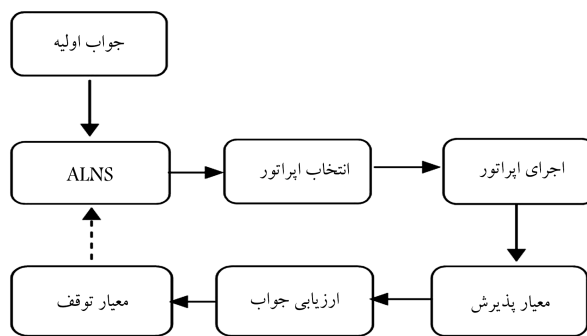 جواب اولیه
ALNS
انتخاب اپراتور
اجرای اپراتور
معیار پذیرش
ارزیابی جواب
معیار توقف